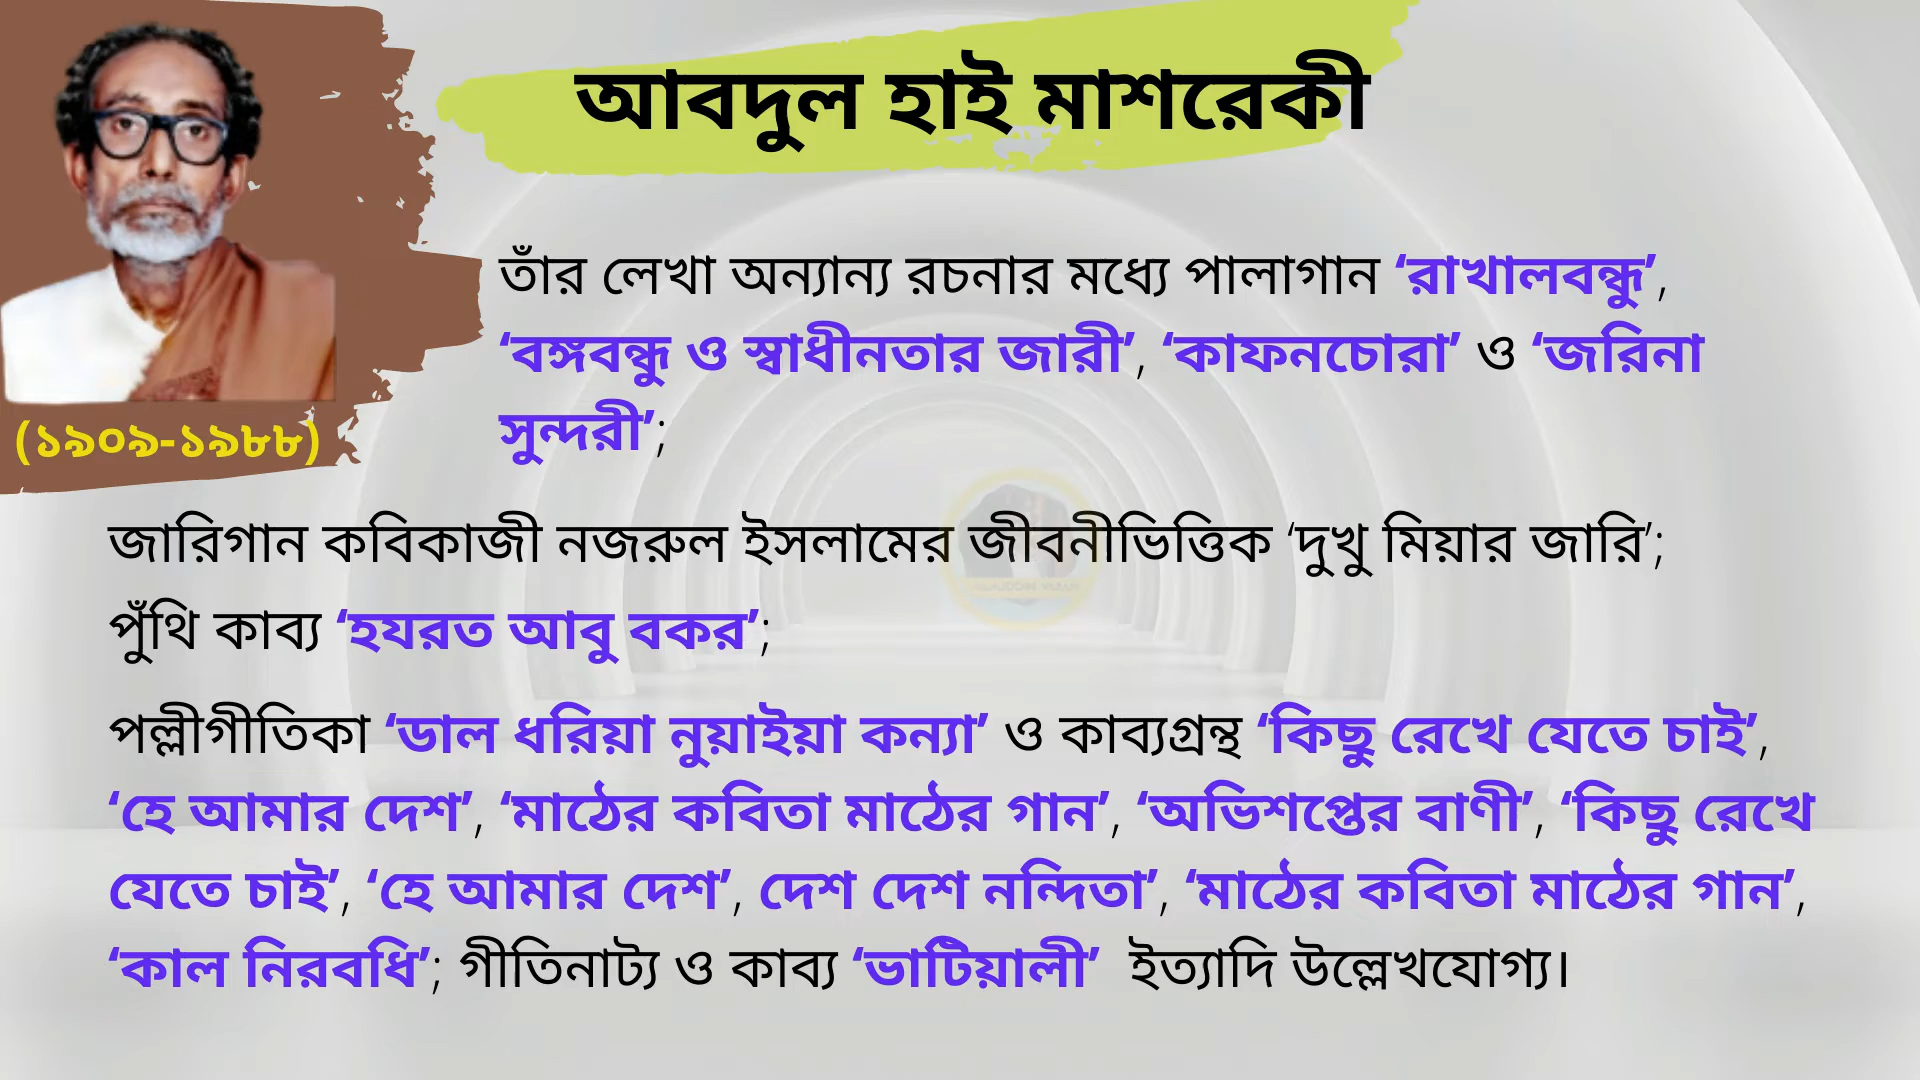 আবদুল হাই মাশরেকী
(১৯০৯-১৯৮৮)
তাঁর লেখা অন্যান্য রচনার মধ্যে পালাগান ‘রাখালবন্ধু’,
‘বঙ্গবন্ধু ও স্বাধীনতার জারী’, ‘কাফনচোরা’ ও ‘জরিনা
সুন্দরী’;
জারিগান কবিকাজী নজরুল ইসলামের জীবনীভিত্তিক ‘দুখু মিয়ার জারি’;
পুঁথি কাব্য ‘হযরত আবু বকর’;
পল্লীগীতিকা ‘ডাল ধরিয়া নুয়াইয়া কন্যা’ ও কাব্যগ্রন্থ ‘কিছু রেখে যেতে চাই’,
‘হে আমার দেশ’, ‘মাঠের কবিতা মাঠের গান’, ‘অভিশপ্তের বাণী’, ‘কিছু রেখে
যেতে চাই’, ‘হে আমার দেশ’, দেশ দেশ নন্দিতা’, ‘মাঠের কবিতা মাঠের গান’,
‘কাল নিরবধি’; গীতিনাট্য ও কাব্য ‘ভাটিয়ালী’ ইত্যাদি উল্লেখযোগ্য।